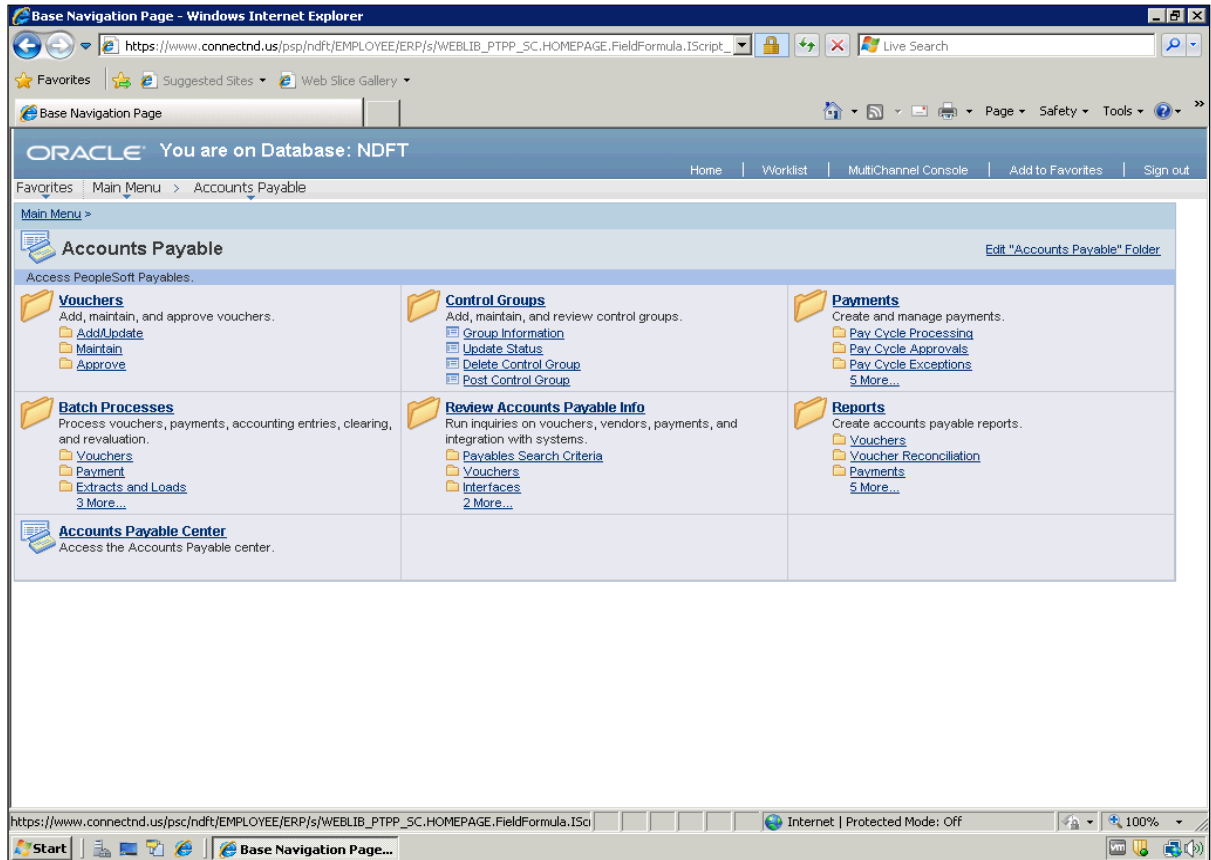 Base Navigation Page - Windows Internet Explorer
https://www.connectnd.us/psp/ndft/EMPLOYEE/ERP/s/WEBLIB_PTPP_SC.HOMEPAGE.FieldFormula.IScript_
Live Search
Favorites Suggested Sites Web Slice Gallery
Base Navigation Page
Page Safety Tools
ORACLE You are on Database: NDFT
Home | Worklist | MultiChannel Console | Add to Favorites | Sign out
Favorites Main Menu > Accounts Payable
Main Menu >
Accounts Payable
Edit "Accounts Payable" Folder
Access PeopleSoft Payables.
Vouchers
Add, maintain, and approve vouchers.
Add/Update
Maintain
Approve
Control Groups
Add, maintain, and review control groups.
Group Information
Update Status
Delete Control Group
Post Control Group
Payments
Create and manage payments.
Pay Cycle Processing
Pay Cycle Approvals
Pay Cycle Exceptions
5 More...
Batch Processes
Process vouchers, payments, accounting entries, clearing,
and revaluation.
Vouchers
Payment
Extracts and Loads
3 More...
Review Accounts Payable Info
Run inquiries on vouchers, vendors, payments, and
integration with systems.
Payables Search Criteria
Vouchers
Interfaces
2 More...
Reports
Create accounts payable reports.
Vouchers
Voucher Reconciliation
Payments
5 More...
Accounts Payable Center
Access the Accounts Payable center.
https://www.connectnd.us/psc/ndft/EMPLOYEE/ERP/s/WEBLIB_PTPP_SC.HOMEPAGE.FieldFormula.IScr
Internet | Protected Mode: Off
100%
Start
Base Navigation Page...